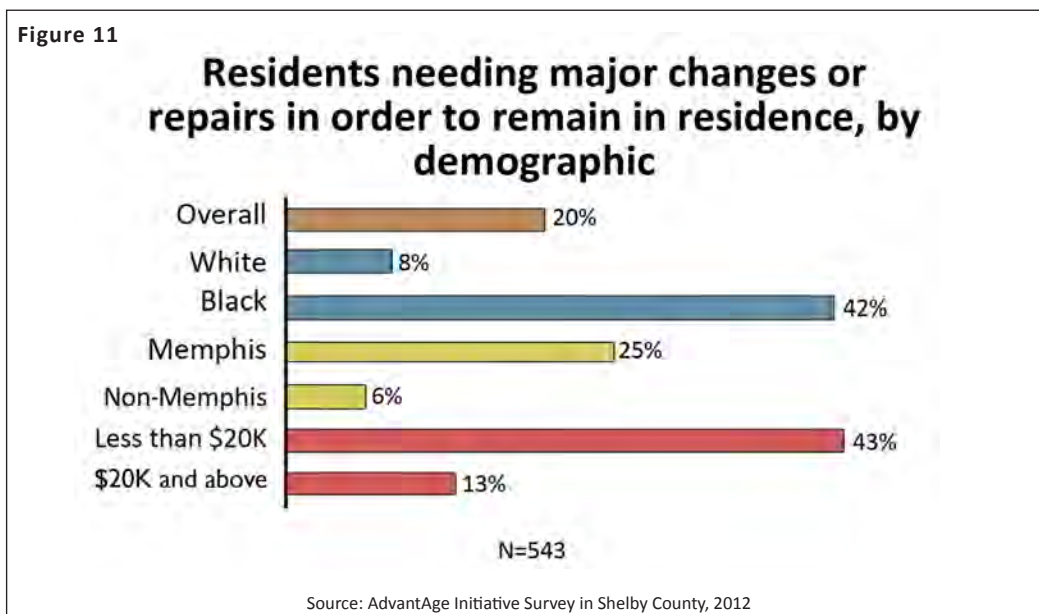 Figure 11
Residents needing major changes or
repairs in order to remain in residence, by
demographic
Overall 20%
White 8%
Black 42%
Memphis 25%
Non-Memphis 6%
Less than $20K 43%
$20K and above 13%
N=543
Source: AdvantAge Initiative Survey in Shelby County, 2012